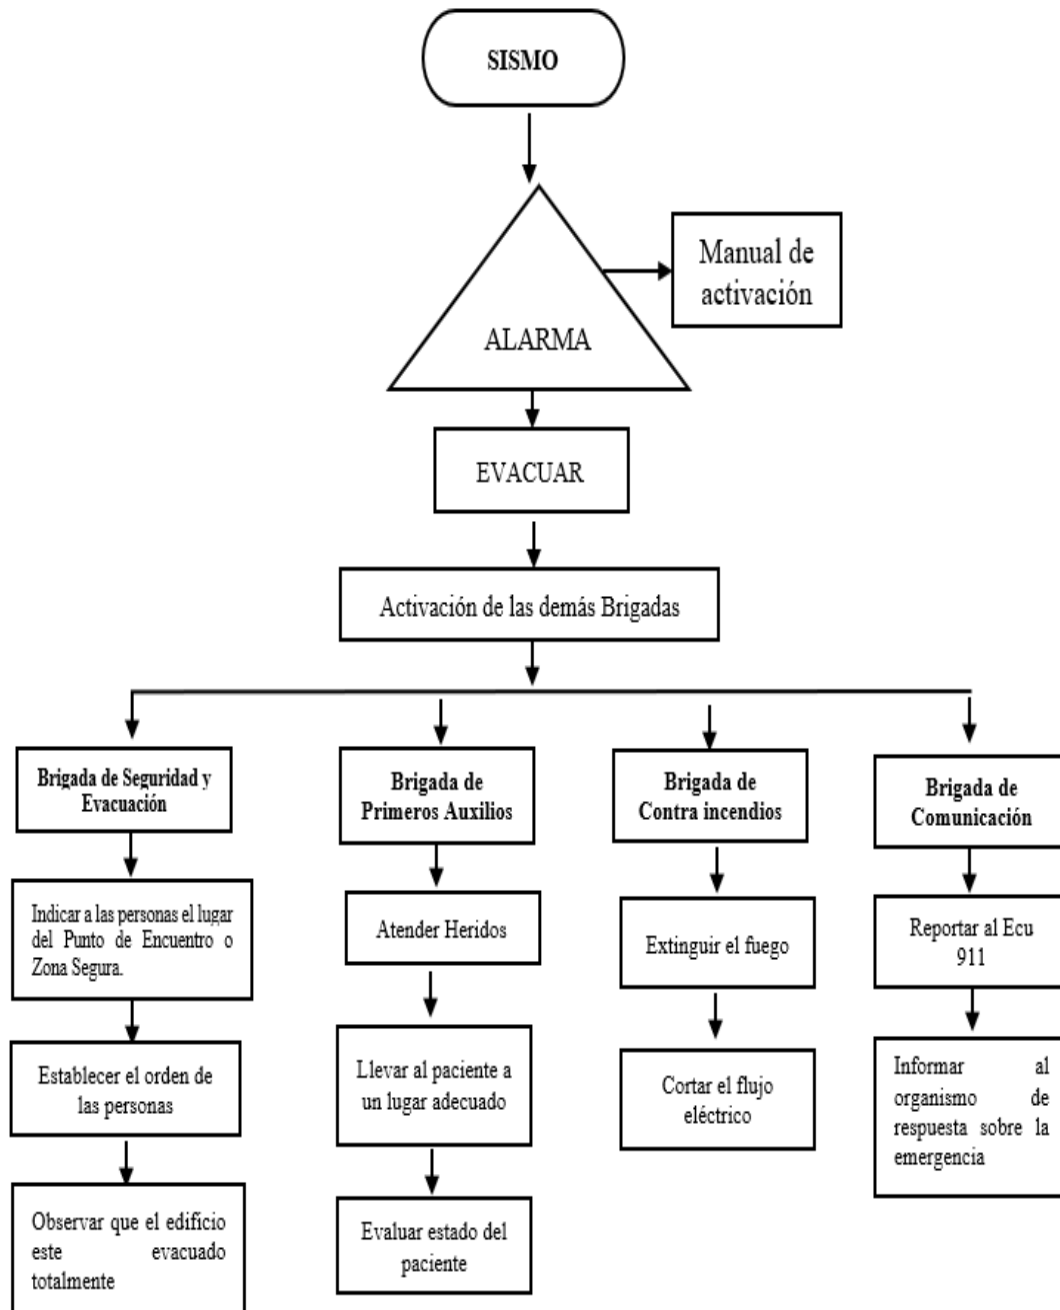 SISMO
Manual de
activación
ALARMA
EVACUAR
Activación de las demás Brigadas
Brigada de Seguridad y
Evacuación
Indicar a las personas el lugar
del Punto de Encuentro o
Zona Segura.
Establecer el orden de
las personas
Observar que el edificio
este evacuado
totalmente
Brigada de
Primeros Auxilios
Atender Heridos
Llevar al paciente a
un lugar adecuado
Evaluar estado del
paciente
Brigada de
Contra incendios
Extinguir el fuego
Cortar el flujo
eléctrico
Brigada de
Comunicación
Reportar al Ecu
911
Informar al
organismo de
respuesta sobre la
emergencia